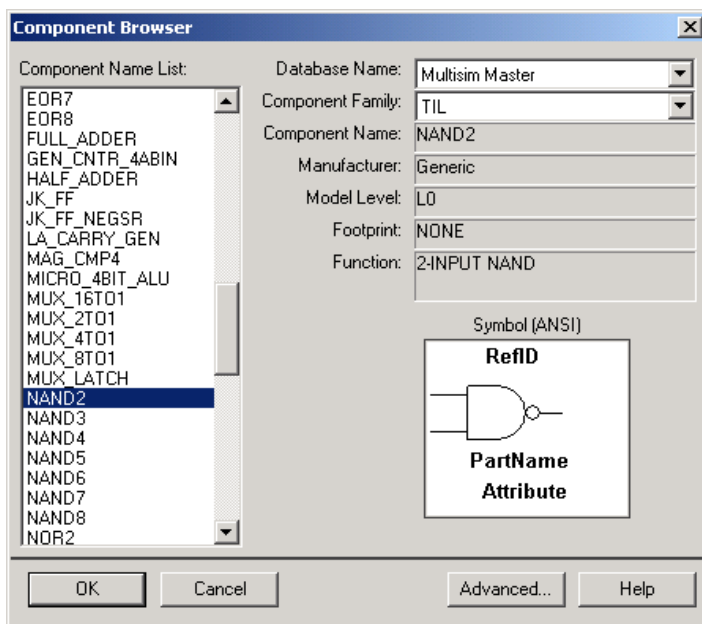 Component Browser
Component Name List:
EOR7
EOR8
FULL_ADDER
GEN_CNTR_4ABIN
HALF_ADDER
JK_FF
JK_FF_NEGSR
LA_CARRY_GEN
MAG_CMP4
MICRO_4BIT_ALU
MUX_16TO1
MUX_2TO1
MUX_4TO1
MUX_8TO1
MUX_LATCH
NAND2
NAND3
NAND4
NAND5
NAND6
NAND7
NAND8
NOR2
Database Name: Multisim Master
Component Family: TIL
Component Name: NAND2
Manufacturer: Generic
Model Level: L0
Footprint: NONE
Function: 2-INPUT NAND
Symbol (ANSI)
RefID
PartName
Attribute
OK Cancel Advanced... Help